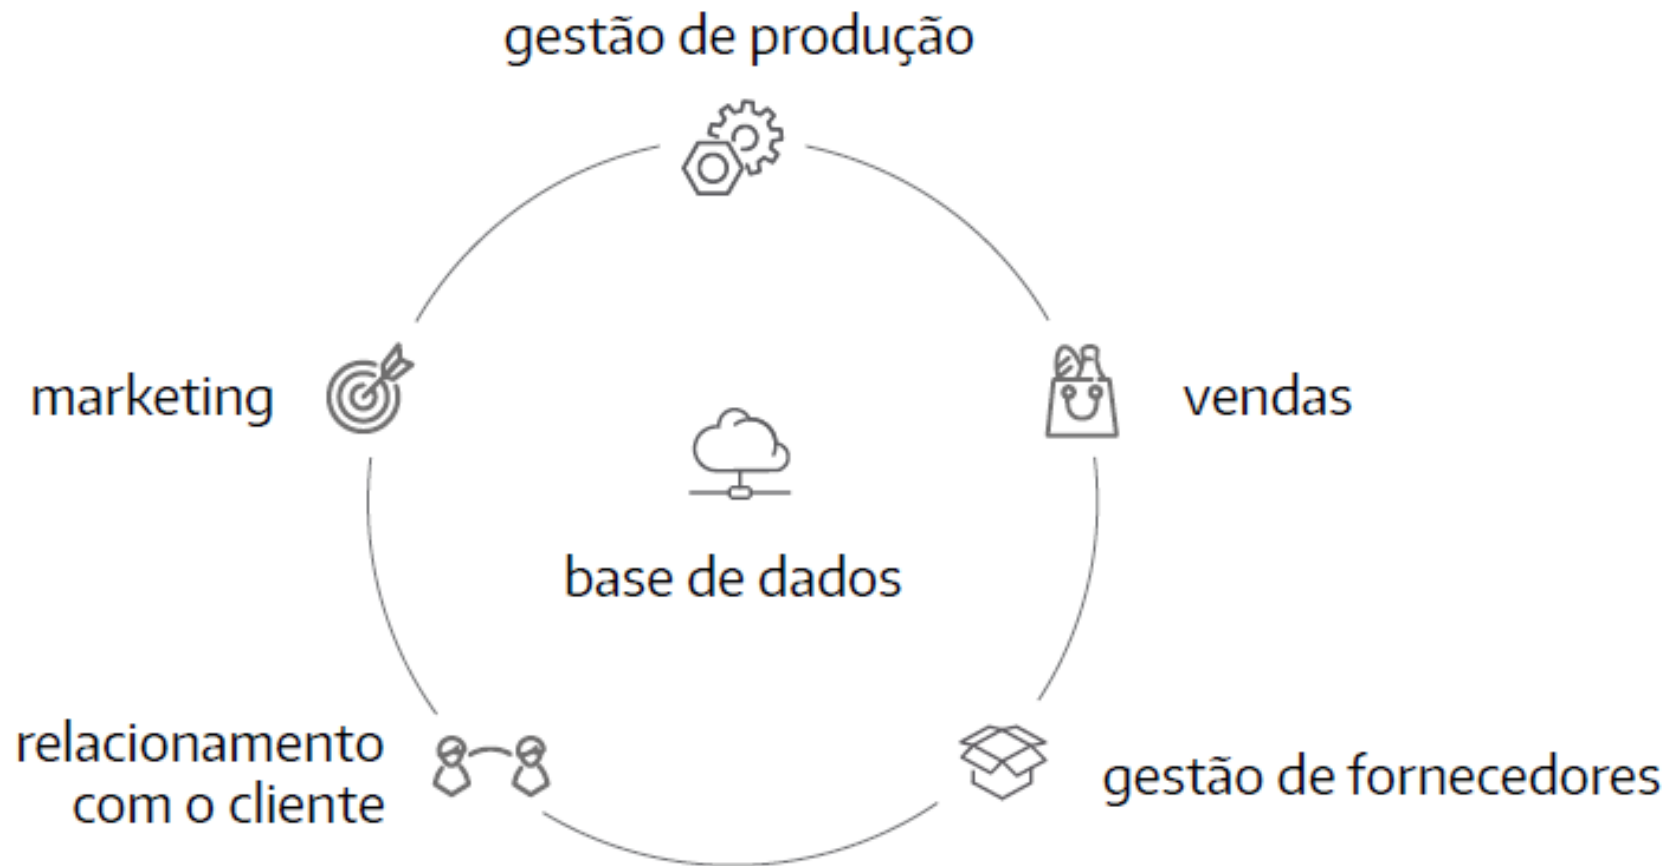 gestão de produção
marketing
vendas
base de dados
relacionamento
com o cliente
gestão de fornecedores